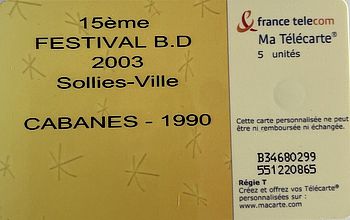 15ème
FESTIVAL B.D
2003
Sollies-Ville
CABANES - 1990
france telecom
Ma Télécarte®
5 unités
Cette carte personnalisée ne peut
être ni remboursée ni échangée.
B34680299
551220865
Régie T
Créez et offrez vos Télécarte®
personnalisées sur :
www.macarte.com